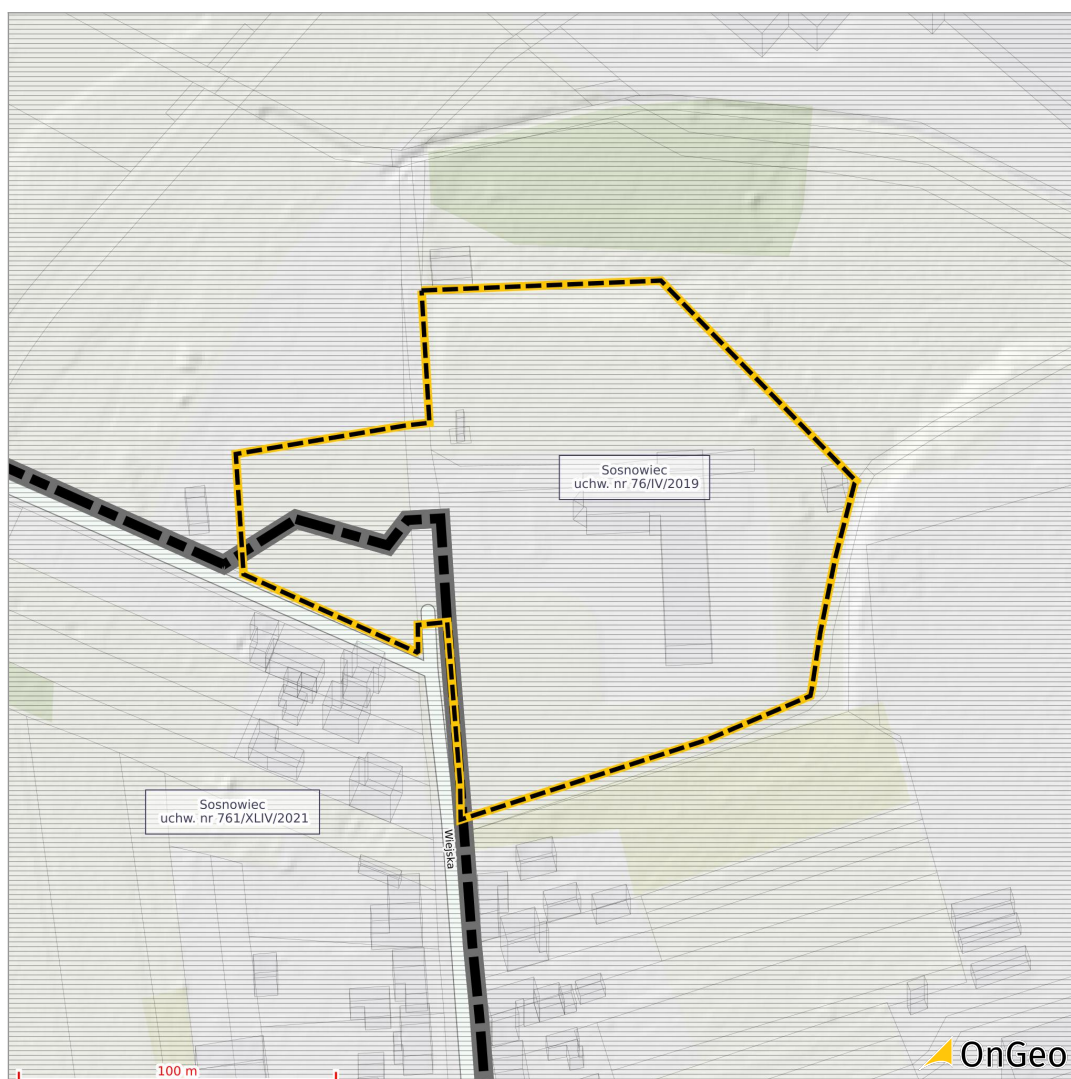 Sosnowiec
uchw. nr 76/IV/2019
Sosnowiec
uchw. nr 761/XLIV/2021
Wiejska
100 m
OnGeo